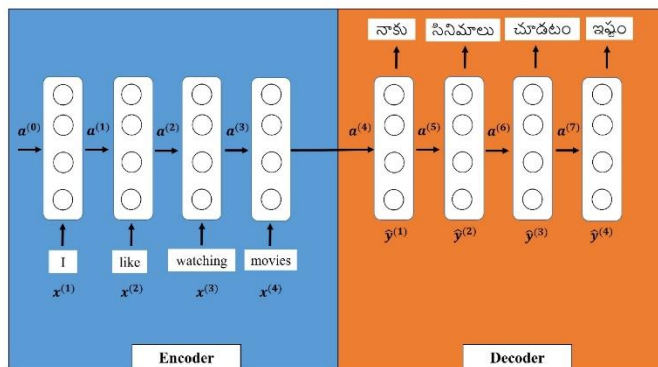 నాకు సినిమాలు చూడటం ఇష్టం
a⁽⁰⁾ a⁽¹⁾ a⁽²⁾ a⁽³⁾ a⁽⁴⁾ a⁽⁵⁾ a⁽⁶⁾ a⁽⁷⁾
ŷ⁽¹⁾ ŷ⁽²⁾ ŷ⁽³⁾ ŷ⁽⁴⁾
I like watching movies
x⁽¹⁾ x⁽²⁾ x⁽³⁾ x⁽⁴⁾
Encoder Decoder